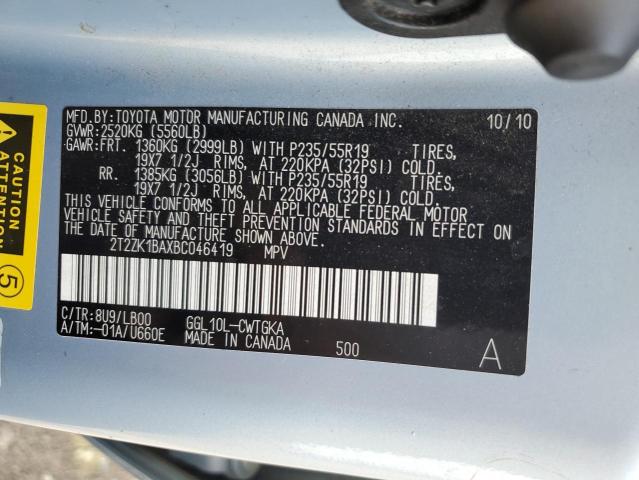 MFD.BY:TOYOTA MOTOR MANUFACTURING CANADA INC. 10/10
GVWR:2520KG (5560LB)
GAWR:FRT. 1360KG (2999LB) WITH P235/55R19 TIRES,
19X7 1/2J RIMS, AT 220KPA (32PSI) COLD.
RR. 1385KG (3056LB) WITH P235/55R19 TIRES,
19X7 1/2J RIMS, AT 220KPA (32PSI) COLD.
THIS VEHICLE CONFORMS TO ALL APPLICABLE FEDERAL MOTOR
VEHICLE SAFETY AND THEFT PREVENTION STANDARDS IN EFFECT ON
THE DATE OF MANUFACTURE SHOWN ABOVE.
2T2ZK1BAXBC046419 MPV
C/TR:8U9/LB00 GGL10L-CWTGKA
A/TM:-01A/U660E MADE IN CANADA 500 A
5